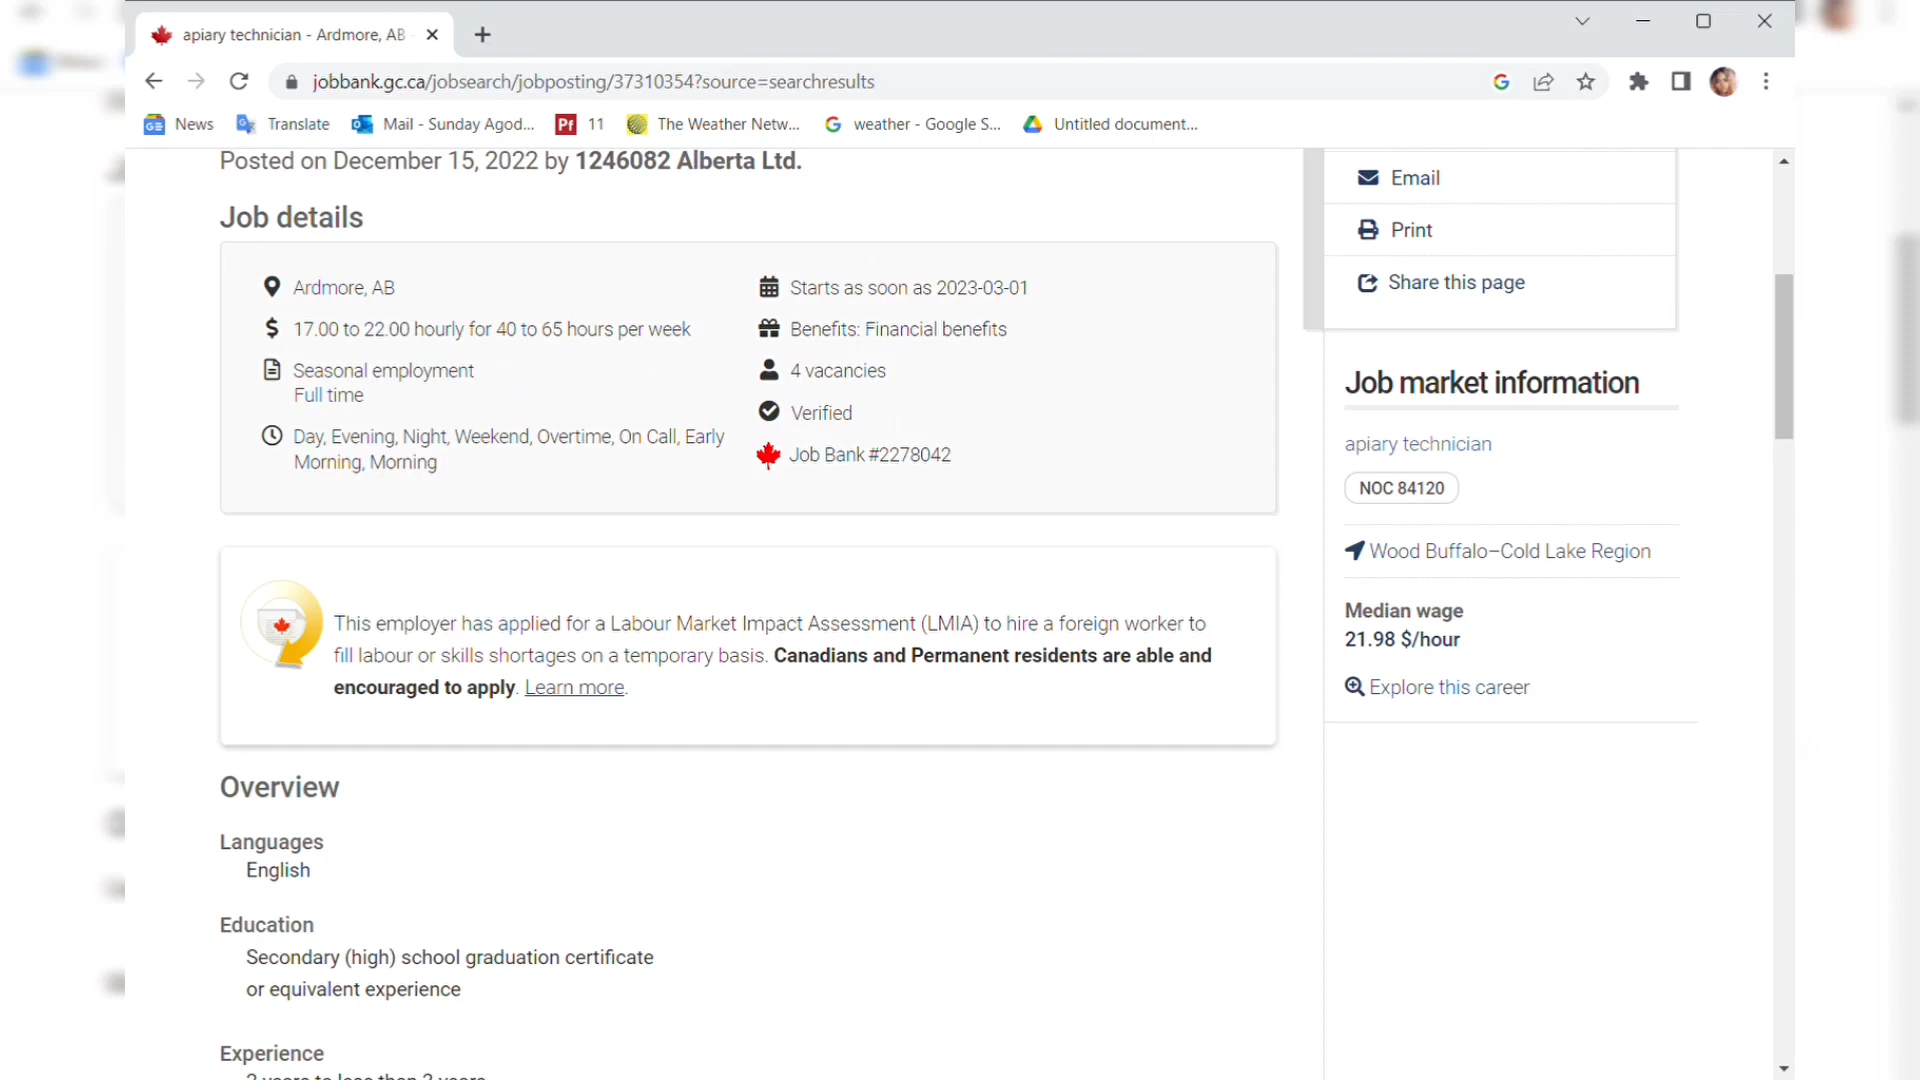 apiary technician - Ardmore, AB
jobbank.gc.ca/jobsearch/jobposting/37310354?source=searchresults
News
Translate
Mail - Sunday Agod...
11
The Weather Netw...
weather - Google S...
Untitled document...
Posted on December 15, 2022 by 1246082 Alberta Ltd.
Job details
Ardmore, AB
17.00 to 22.00 hourly for 40 to 65 hours per week
Seasonal employment
Full time
Day, Evening, Night, Weekend, Overtime, On Call, Early
Morning, Morning
Starts as soon as 2023-03-01
Benefits: Financial benefits
4 vacancies
Verified
Job Bank #2278042
This employer has applied for a Labour Market Impact Assessment (LMIA) to hire a foreign worker to
fill labour or skills shortages on a temporary basis. Canadians and Permanent residents are able and
encouraged to apply. Learn more.
Overview
Languages
English
Education
Secondary (high) school graduation certificate
or equivalent experience
Experience
Email
Print
Share this page
Job market information
apiary technician
NOC 84120
Wood Buffalo–Cold Lake Region
Median wage
21.98 $/hour
Explore this career